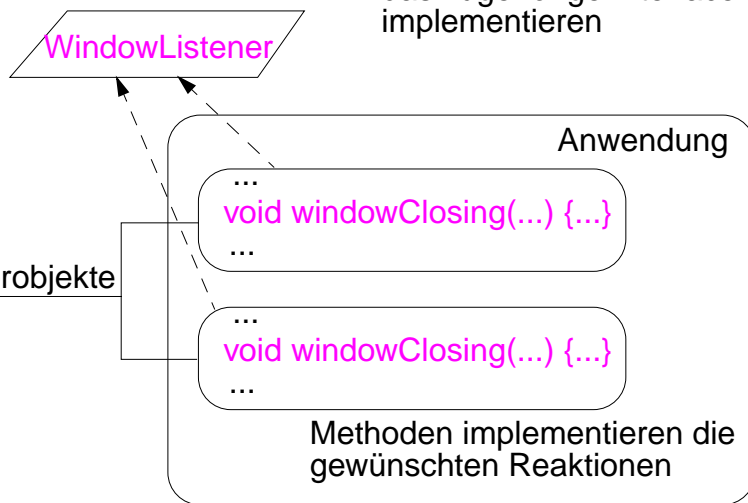 implementieren
WindowListener
Anwendung
...
void windowClosing(...) {...}
...
robjekte
...
void windowClosing(...) {...}
...
Methoden implementieren die
gewünschten Reaktionen